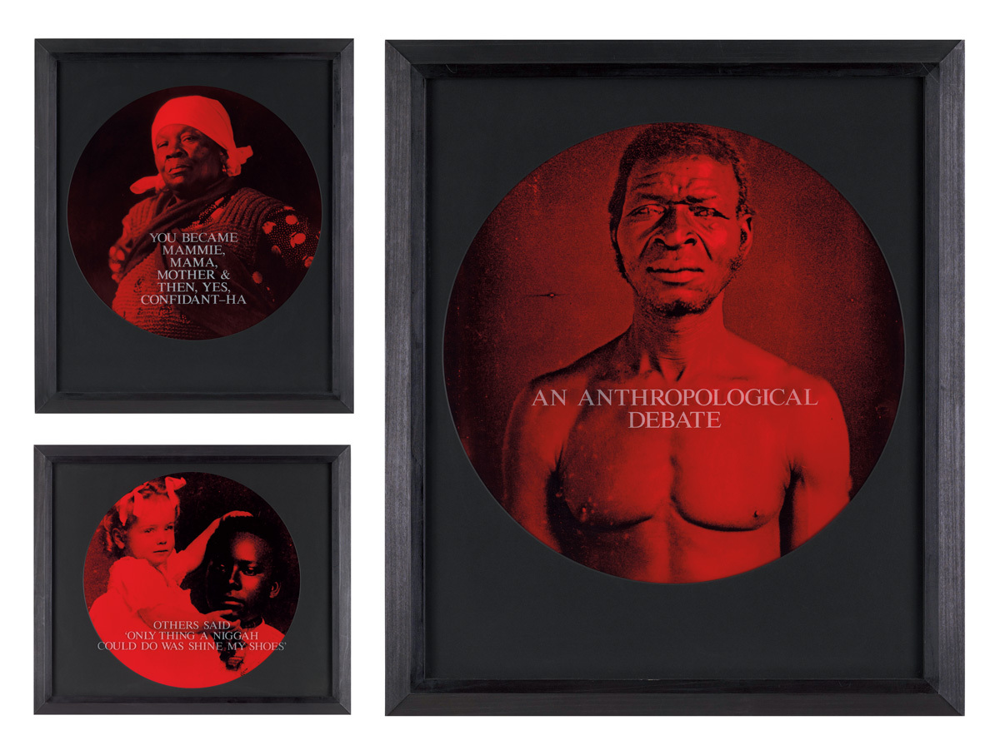 YOU BECAME
MAMMIE,
MAMA,
MOTHER &
THEN, YES,
CONFIDANT–HA
OTHERS SAID
‘ONLY THING A NIGGAH
COULD DO WAS SHINE MY SHOES’
AN ANTHROPOLOGICAL
DEBATE